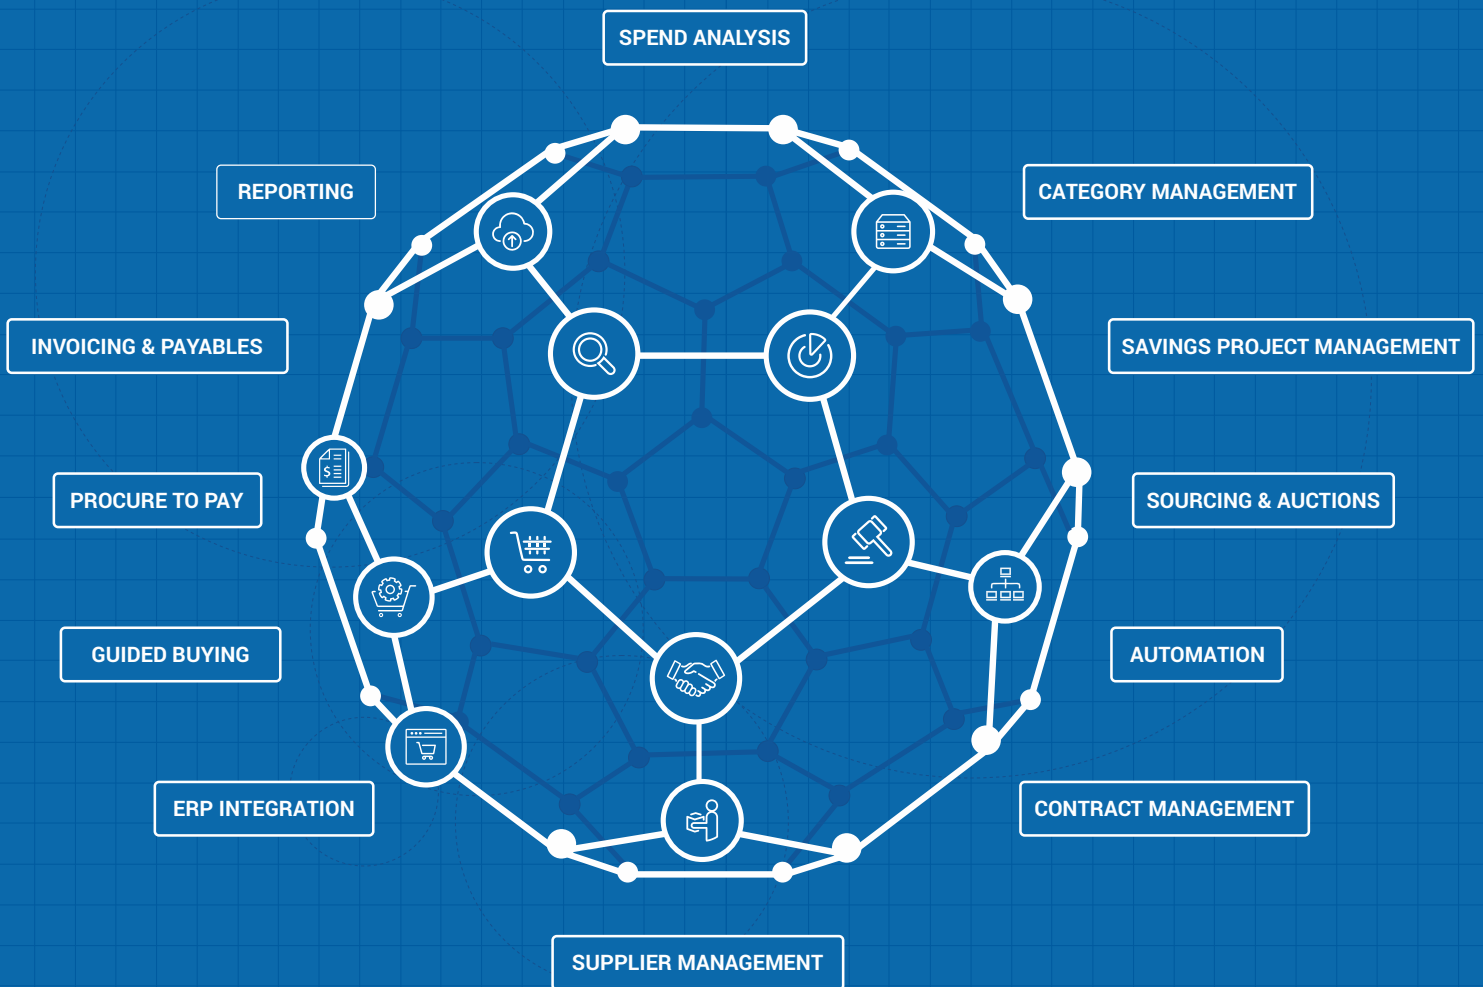 SPEND ANALYSIS
REPORTING
CATEGORY MANAGEMENT
INVOICING & PAYABLES
SAVINGS PROJECT MANAGEMENT
$
PROCURE TO PAY
SOURCING & AUCTIONS
GUIDED BUYING
AUTOMATION
ERP INTEGRATION
CONTRACT MANAGEMENT
SUPPLIER MANAGEMENT